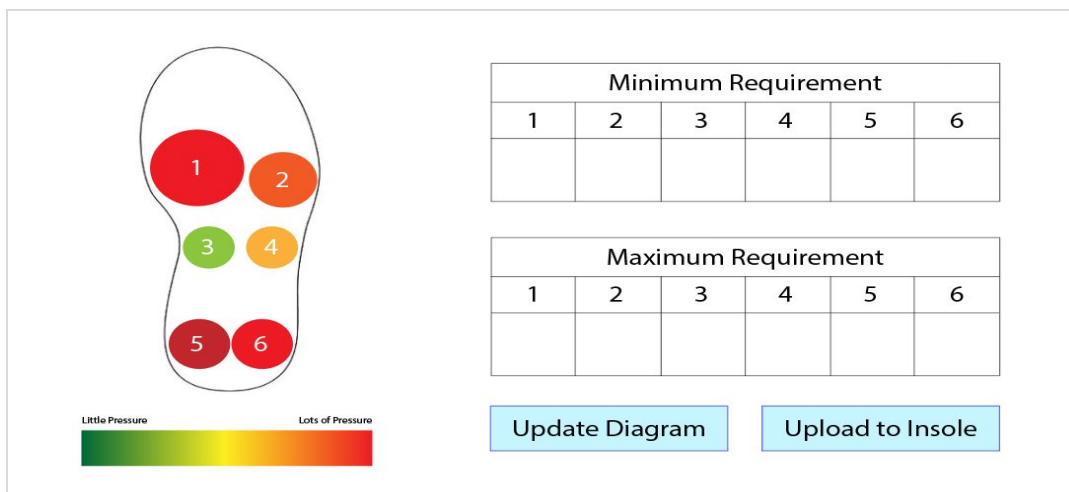 1
2
3 4
5 6
Little Pressure Lots of Pressure
Minimum Requirement
1 2 3 4 5 6
Maximum Requirement
1 2 3 4 5 6
Update Diagram Upload to Insole